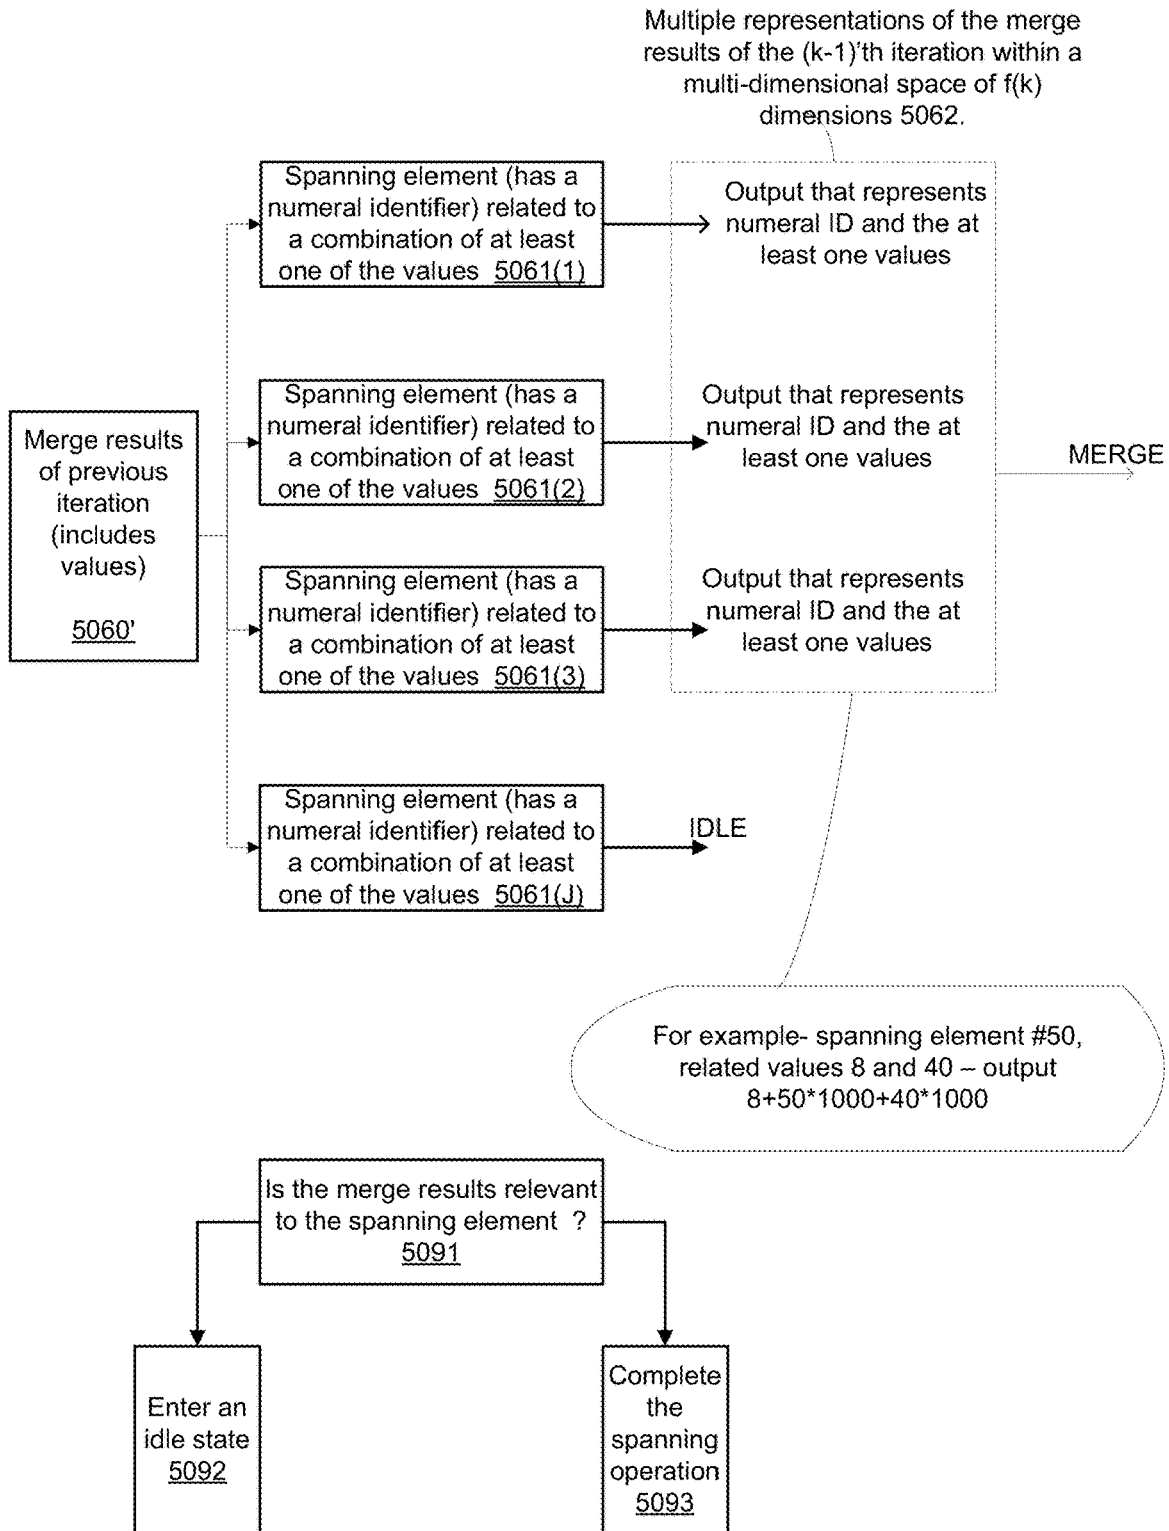 Multiple representations of the merge
results of the (k-1)'th iteration within a
multi-dimensional space of f(k)
dimensions 5062.
Spanning element (has a
numeral identifier) related to
a combination of at least
one of the values 5061(1)
Output that represents
numeral ID and the at
least one values
Spanning element (has a
numeral identifier) related to
a combination of at least
one of the values 5061(2)
Output that represents
numeral ID and the at
least one values
Merge results
of previous
iteration
(includes
values)
5060'
MERGE
Spanning element (has a
numeral identifier) related to
a combination of at least
one of the values 5061(3)
Output that represents
numeral ID and the at
least one values
Spanning element (has a
numeral identifier) related to
a combination of at least
one of the values 5061(J)
IDLE
For example- spanning element #50,
related values 8 and 40 – output
8+50*1000+40*1000
Is the merge results relevant
to the spanning element ?
5091
Enter an
idle state
5092
Complete
the
spanning
operation
5093